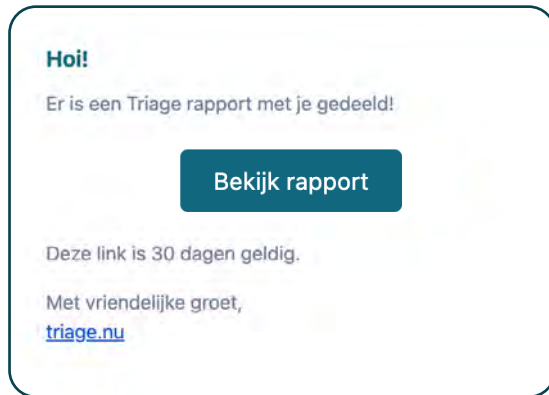 Hoi!
Er is een Triage rapport met je gedeeld!
Bekijk rapport
Deze link is 30 dagen geldig.
Met vriendelijke groet,
triage.nu